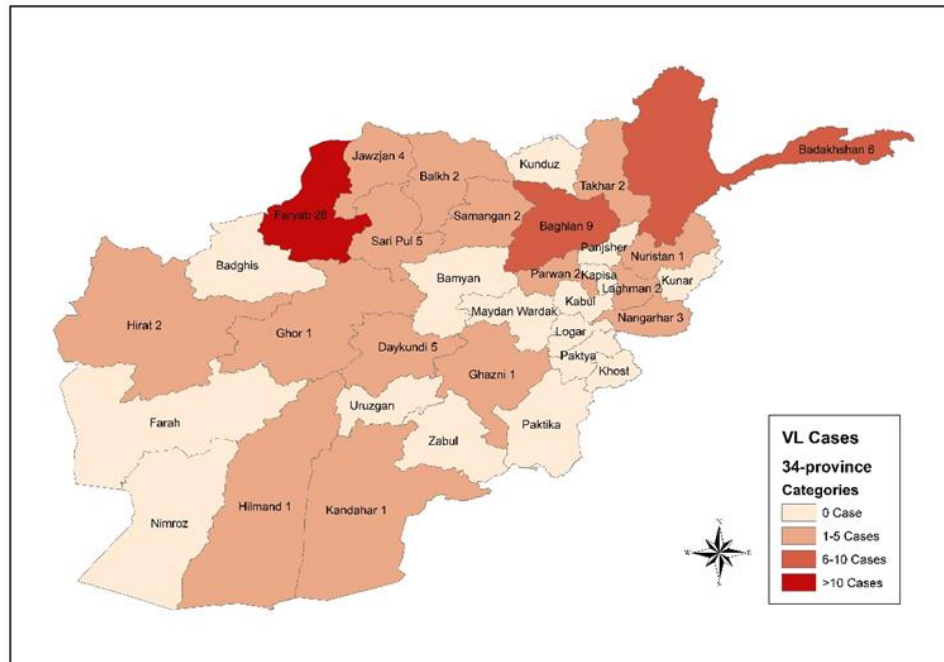 Badakhshan 6
Kunduz
Jawzjan 4
Balkh 2
Takhar 2
Faryab 28
Samangan 2
Baghlan 9
Sari Pul 5
Panjsher
Nuristan 1
Badghis
Bamyan
Parwan 2
Kapisa
Kunar
Laghman 2
Kabul
Maydan Wardak
Nangarhar 3
Hirat 2
Ghor 1
Logar
Daykundi 5
Paktya
Ghazni 1
Khost
Uruzgan
Farah
Paktika
Zabul
Hilmand 1
Kandahar 1
Nimroz
VL Cases
34-province
Categories
0 Case
1-5 Cases
6-10 Cases
>10 Cases
N
W
E
S